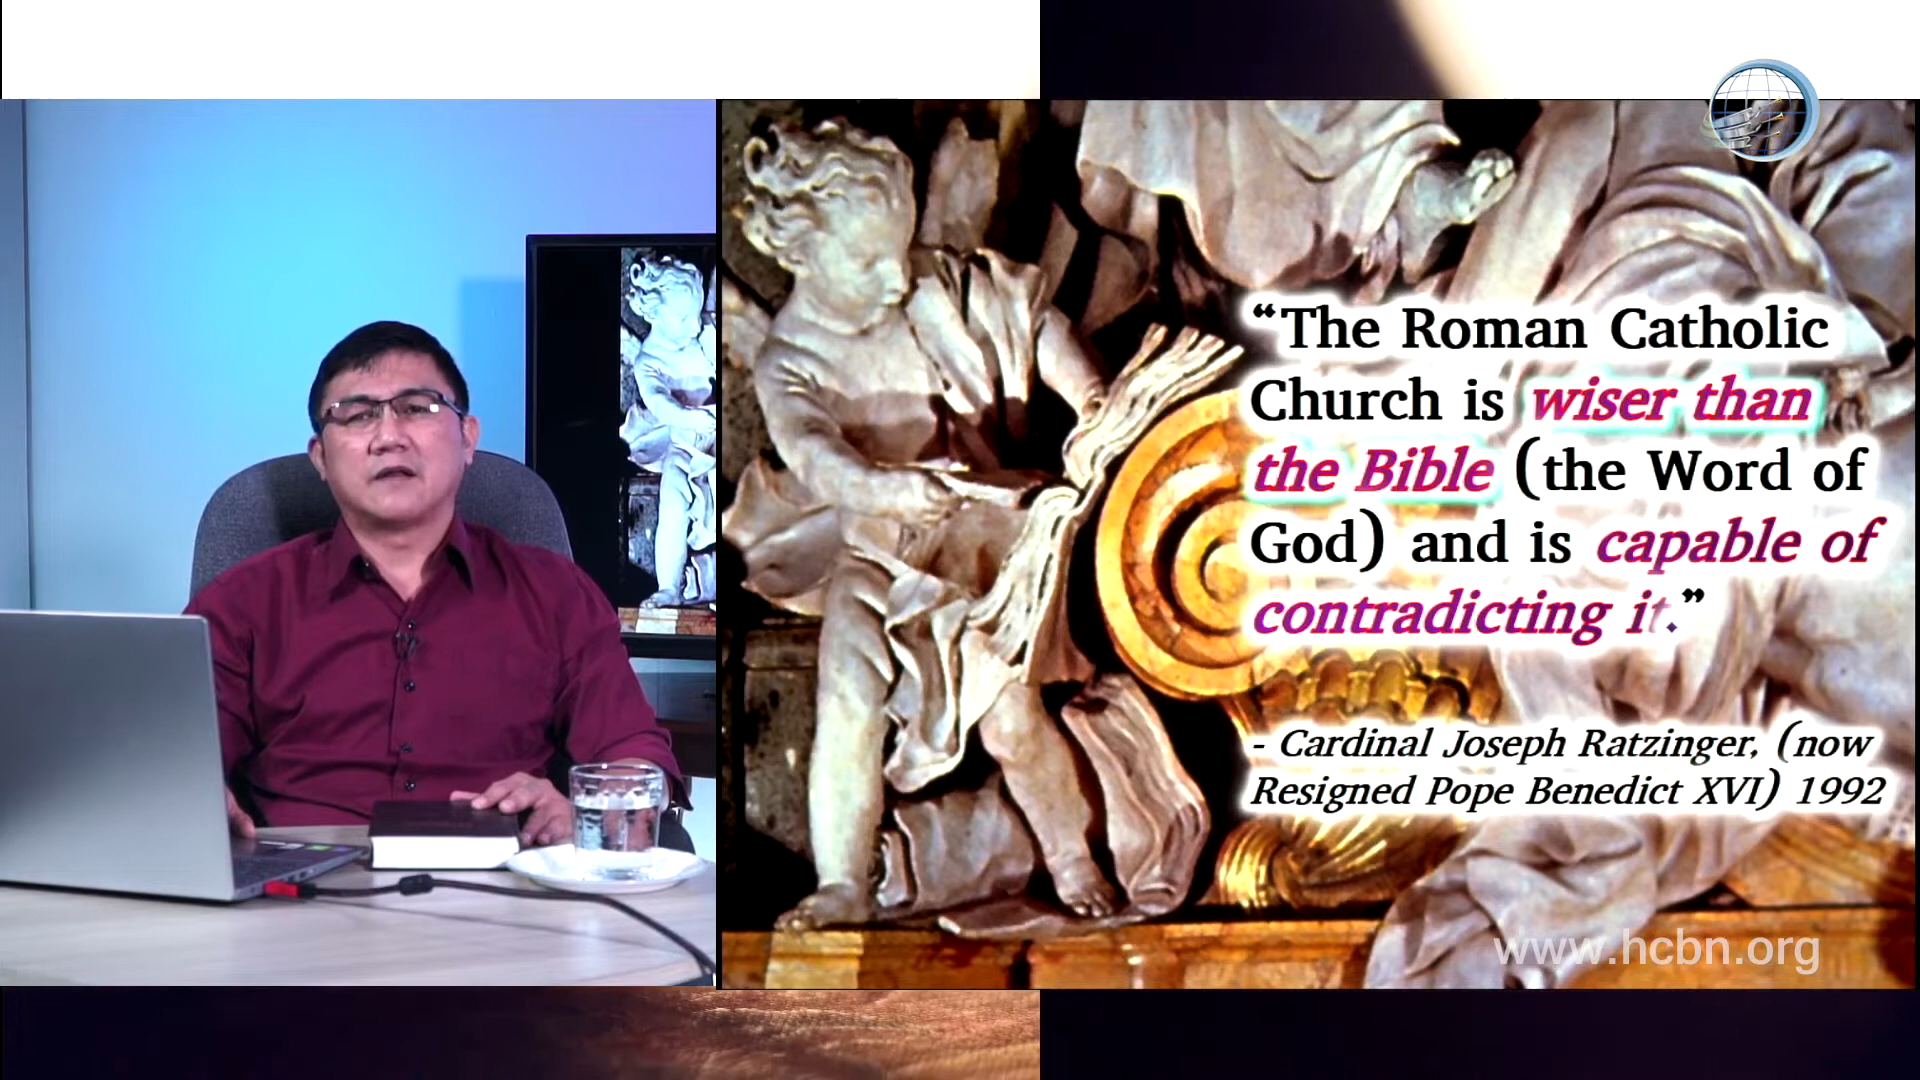 “The Roman Catholic
Church is wiser than
the Bible (the Word of
God) and is capable of
contradicting it.”
- Cardinal Joseph Ratzinger, (now
Resigned Pope Benedict XVI) 1992
www.hcbn.org